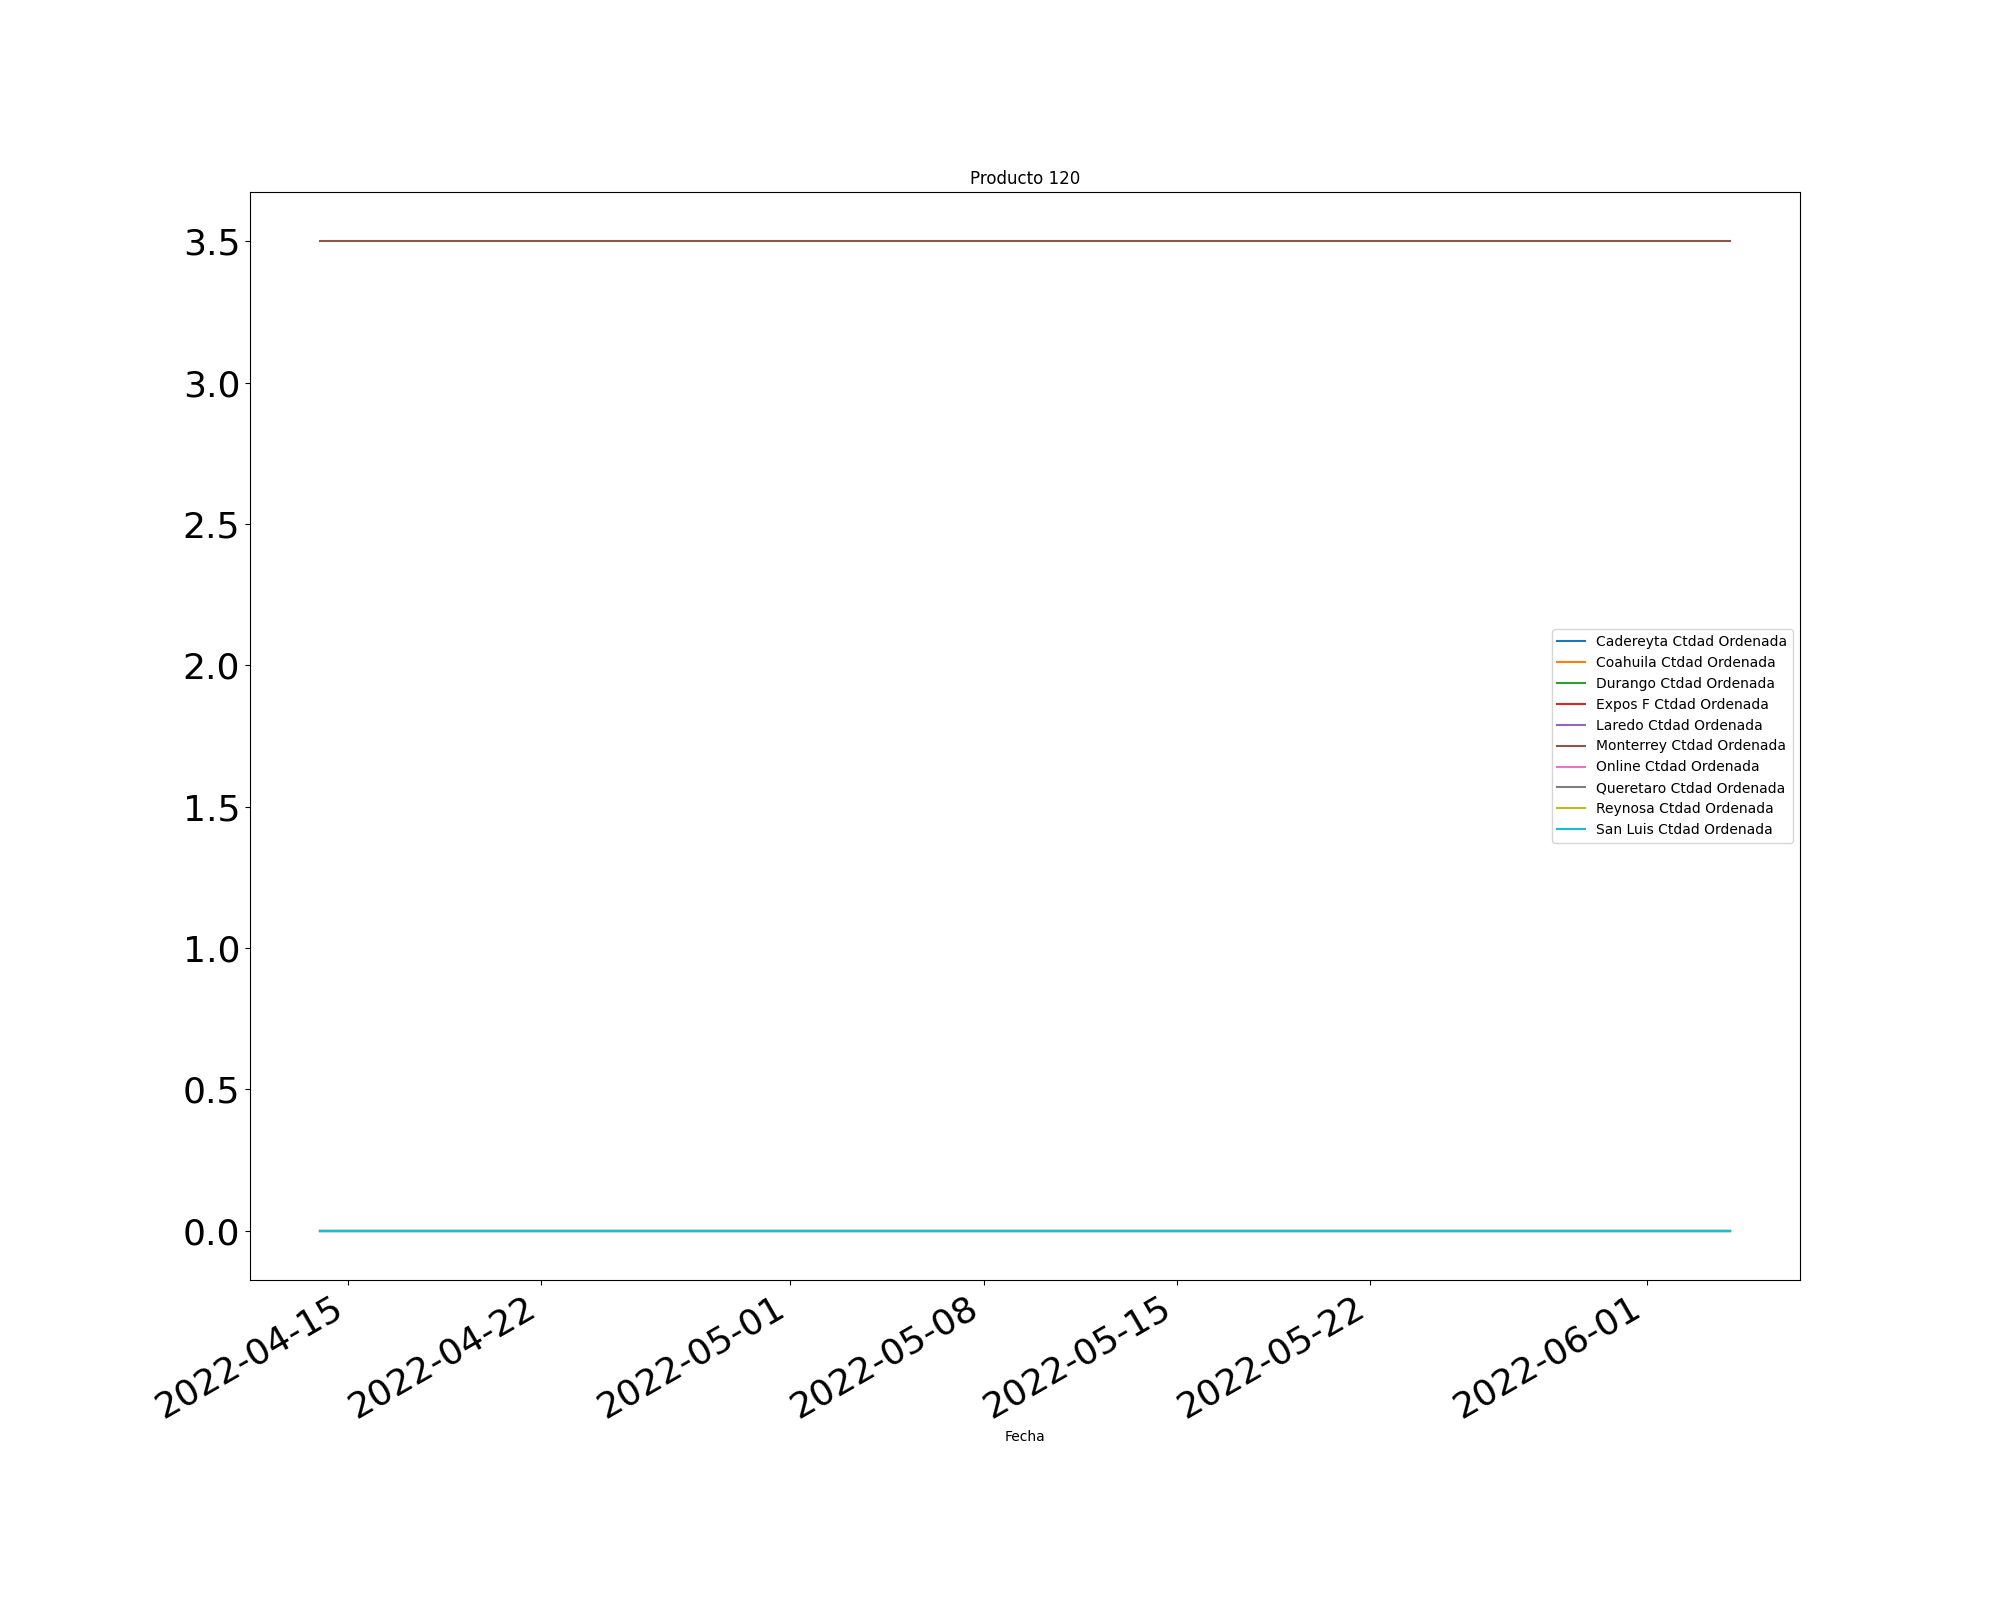 Producto 120
3.5
3.0
2.5
2.0
1.5
1.0
0.5
0.0
Cadereyta Ctdad Ordenada
Coahuila Ctdad Ordenada
Durango Ctdad Ordenada
Expos F Ctdad Ordenada
Laredo Ctdad Ordenada
Monterrey Ctdad Ordenada
Online Ctdad Ordenada
Queretaro Ctdad Ordenada
Reynosa Ctdad Ordenada
San Luis Ctdad Ordenada
2022-04-15
2022-04-22
2022-05-01
2022-05-08
2022-05-15
2022-05-22
2022-06-01
Fecha